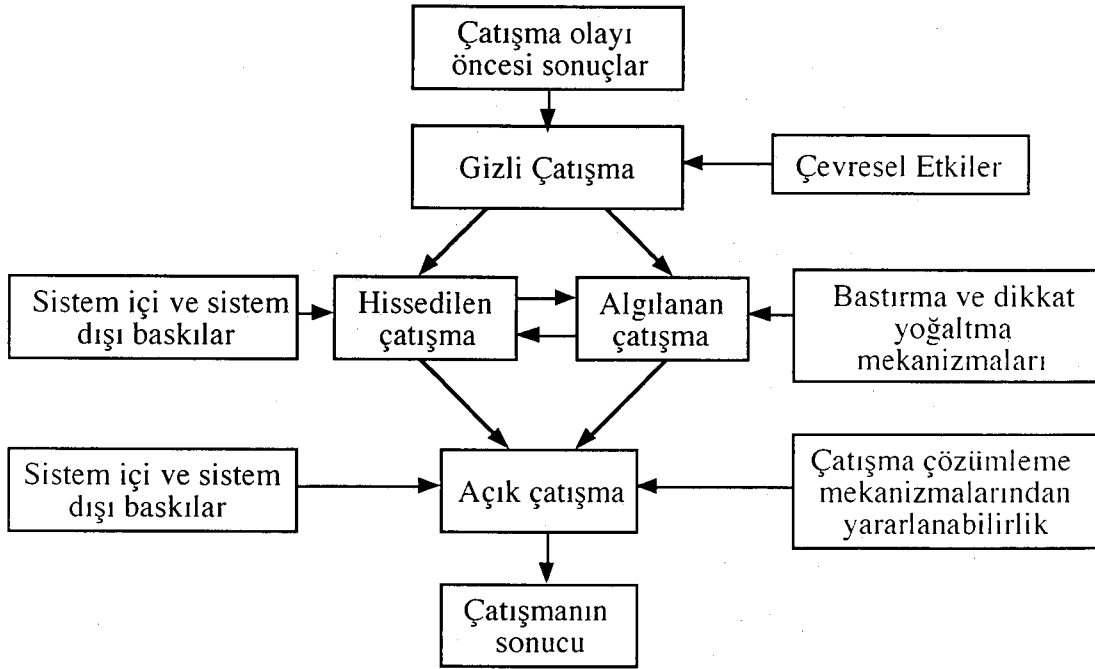 Çatışma olayı
öncesi sonuçlar
Gizli Çatışma
Çevresel Etkiler
Sistem içi ve sistem
dışı baskılar
Hissedilen
çatışma
Algılanan
çatışma
Bastırma ve dikkat
yoğaltma
mekanizmaları
Sistem içi ve sistem
dışı baskılar
Açık çatışma
Çatışma çözümleme
mekanizmalarından
yararlanabilirlik
Çatışmanın
sonucu